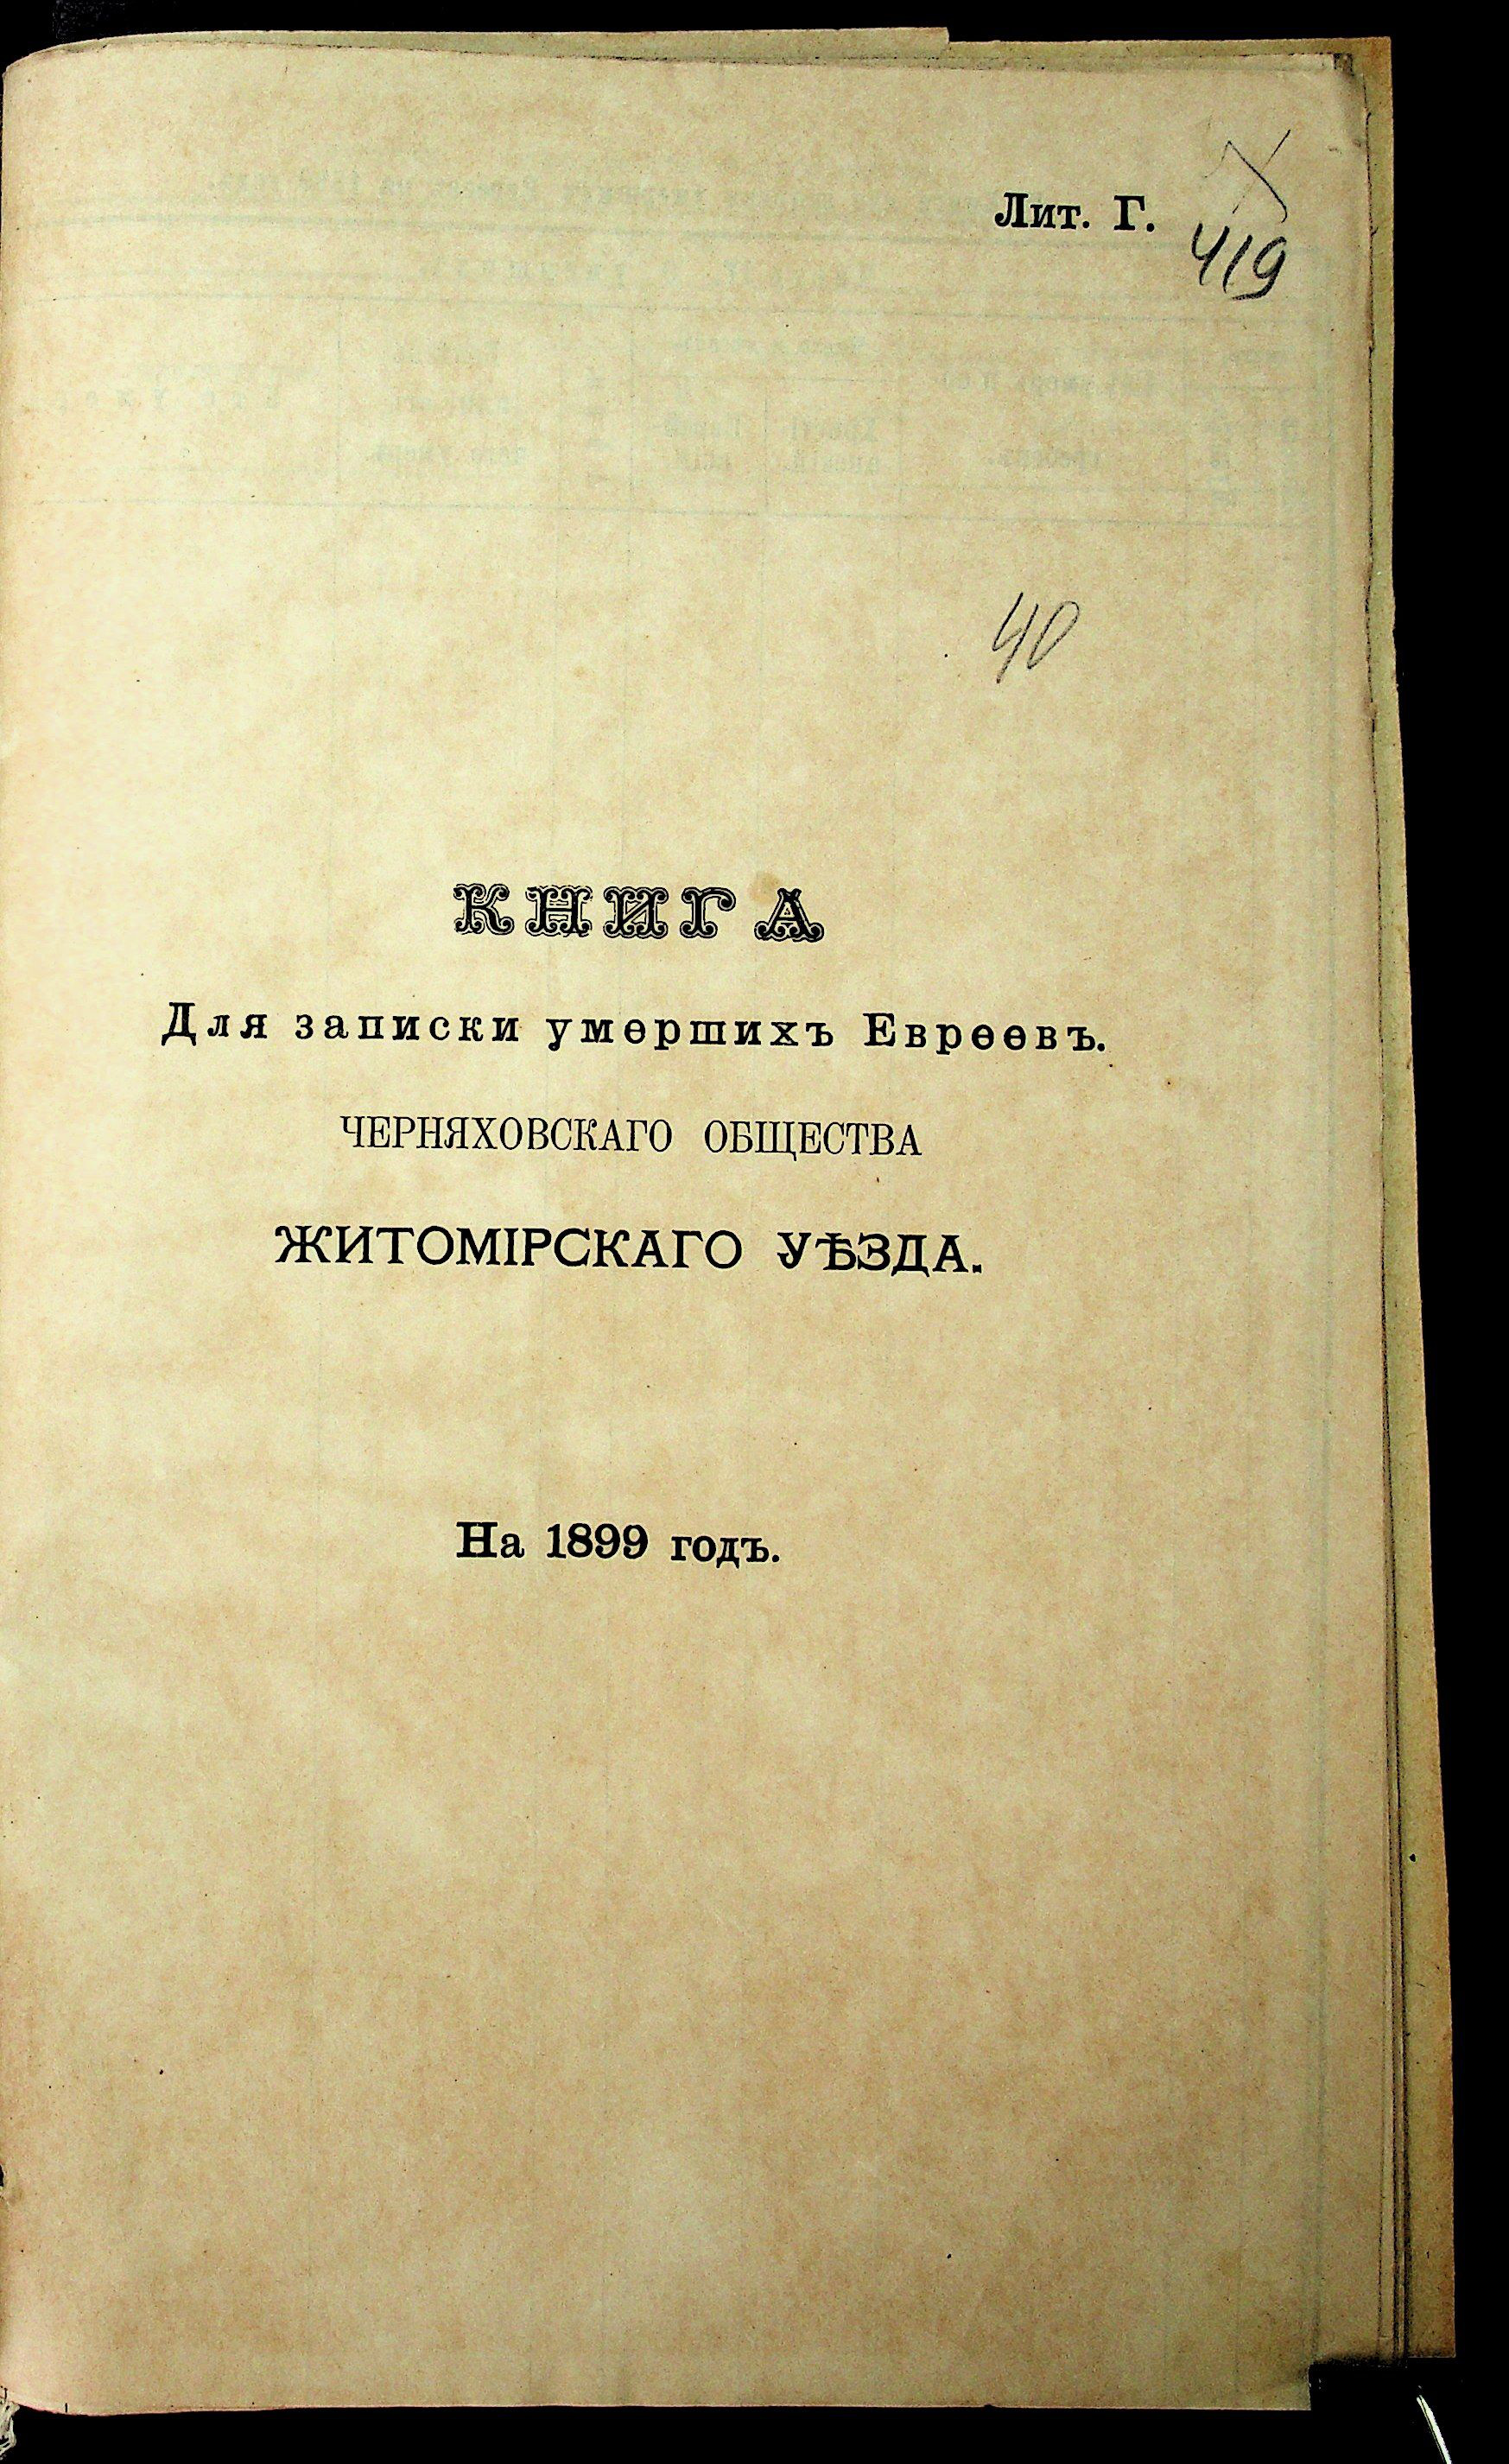 Лит. Г.
419
40
КНИГА
Для записки умершихъ Евреевъ.
ЧЕРНЯХОВСКАГО ОБЩЕСТВА
ЖИТОМІРСКАГО УѢЗДА.
На 1899 годъ.